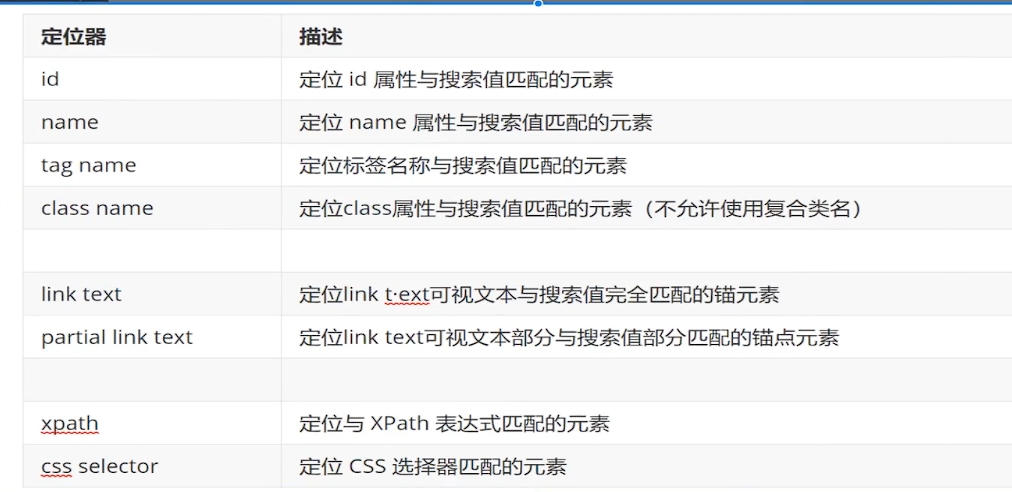 定位器 描述
id 定位 id 属性与搜索值匹配的元素
name 定位 name 属性与搜索值匹配的元素
tag name 定位标签名称与搜索值匹配的元素
class name 定位class属性与搜索值匹配的元素（不允许使用复合类名）
link text 定位link t·ext可视文本与搜索值完全匹配的锚元素
partial link text 定位link text可视文本部分与搜索值部分匹配的锚点元素
xpath 定位与 XPath 表达式匹配的元素
css selector 定位 CSS 选择器匹配的元素